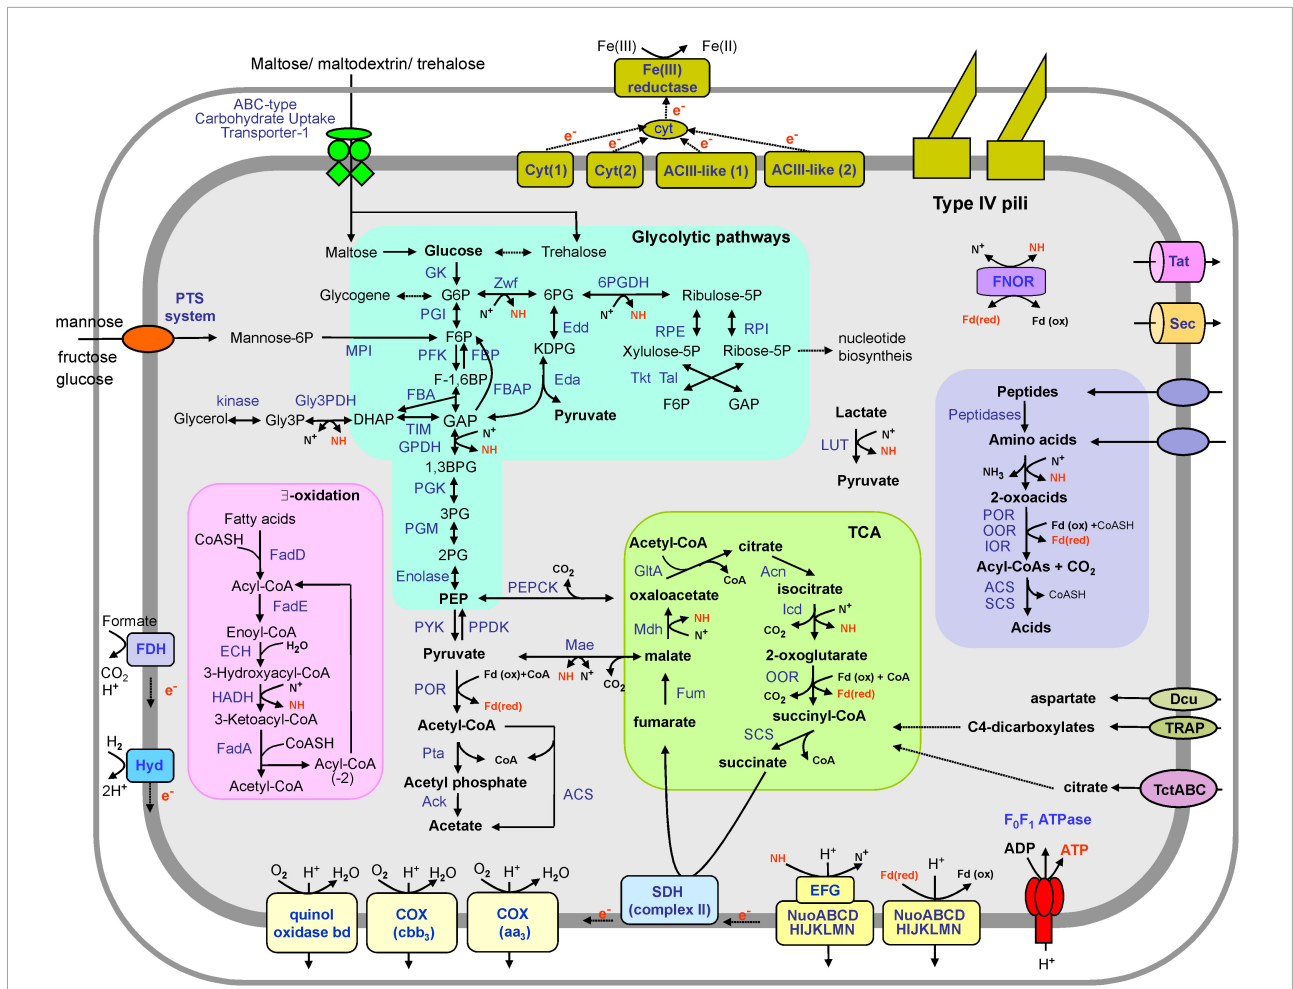 Fe(III)
Fe(II)
Maltose/ maltodextrin/ trehalose
Fe(III)
reductase
ABC-type
Carbohydrate Uptake
Transporter-1
e-
cyt
e-
e-
e-
e-
Cyt(1)
Cyt(2)
ACIII-like (1)
ACIII-like (2)
Type IV pili
Glycolytic pathways
Maltose
Glucose
Trehalose
N+
NH
FNOR
Fd(red)
Fd (ox)
Tat
Sec
GK
Zwf
6PGDH
Glycogene
G6P
6PG
Ribulose-5P
N+
NH
N+
NH
PTS
system
mannose
fructose
glucose
Mannose-6P
MPI
PGI
F6P
Edd
RPE
RPI
PFK
FBP
KDPG
Xylulose-5P
Ribose-5P
nucleotide
biosyntheis
F-1,6BP
FBA
FBAP
Eda
Tkt Tal
Pyruvate
F6P
GAP
kinase
Gly3PDH
Glycerol
Gly3P
DHAP
GAP
N+
NH
TIM
GPDH
N+
NH
Lactate
LUT
N+
NH
Pyruvate
Peptides
Peptidases
Amino acids
N+
NH3
NH
2-oxoacids
POR
OOR
IOR
Fd (ox) +CoASH
Fd(red)
Acyl-CoAs + CO2
ACS
SCS
CoASH
Acids
1,3BPG
PGK
3PG
PGM
2PG
Enolase
PEP
PEPCK
CO2
∃-oxidation
Fatty acids
CoASH
FadD
Acyl-CoA
FadE
Enoyl-CoA
ECH
H2O
3-Hydroxyacyl-CoA
HADH
N+
NH
3-Ketoacyl-CoA
FadA
CoASH
Acyl-CoA
(-2)
Acetyl-CoA
TCA
Acetyl-CoA
citrate
GltA
CoA
Acn
oxaloacetate
isocitrate
Mdh
NH
N+
Icd
N+
CO2
NH
malate
2-oxoglutarate
OOR
Fd (ox) + CoA
CO2
Fd(red)
Fum
fumarate
succinyl-CoA
SCS
CoA
succinate
PYK
PPDK
Pyruvate
Mae
NH
N+
CO2
POR
Fd (ox)+CoA
Fd(red)
Acetyl-CoA
Pta
CoA
CoA
Acetyl phosphate
Ack
ACS
Acetate
Formate
FDH
CO2
H+
e-
H2
Hyd
2H+
e-
aspartate
Dcu
C4-dicarboxylates
TRAP
citrate
TctABC
F0F1 ATPase
ADP
ATP
H+
O2
H+
H2O
quinol
oxidase bd
O2
H+
H2O
COX
(cbb3)
O2
H+
H2O
COX
(aa3)
e-
SDH
(complex II)
e-
NH
H+
N+
EFG
NuoABCD
HIJKLMN
Fd(red)
H+
Fd (ox)
NuoABCD
HIJKLMN